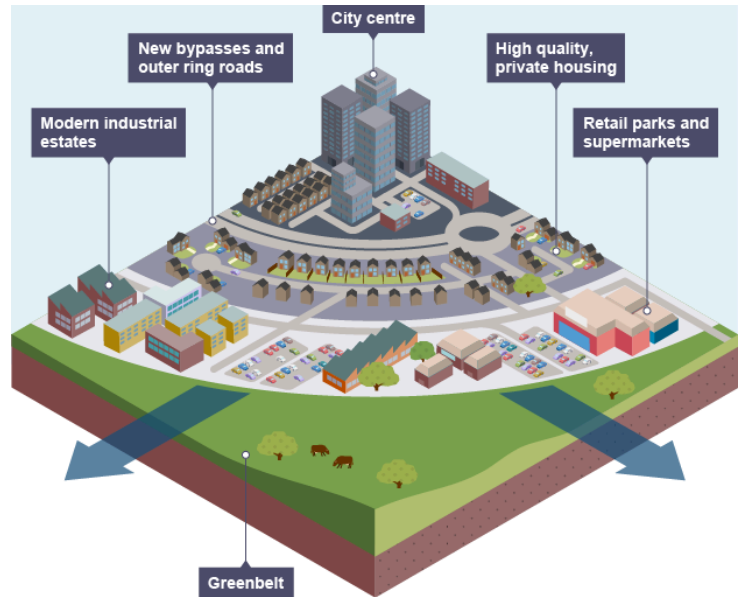 City centre
New bypasses and
outer ring roads
High quality,
private housing
Modern industrial
estates
Retail parks and
supermarkets
Greenbelt